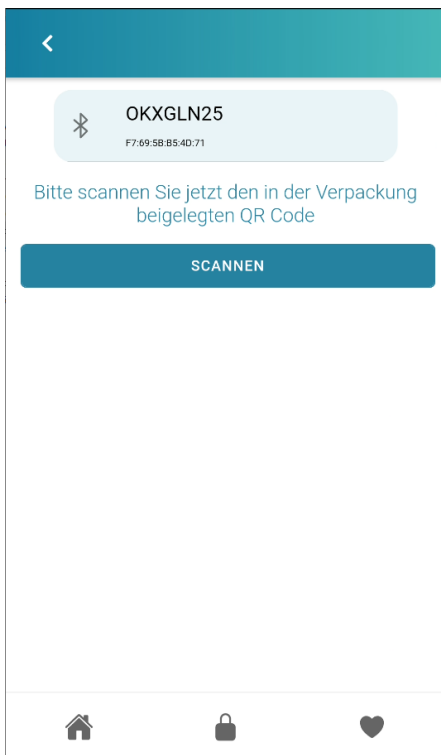 OKXGLN25
F7:69:5B:B5:4D:71
Bitte scannen Sie jetzt den in der Verpackung
beigelegten QR Code
SCANNEN